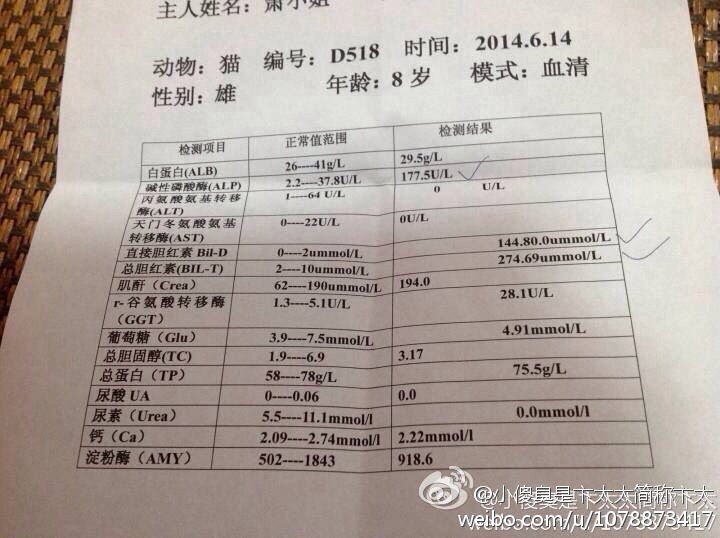 主人姓名：萧小姐
动物：猫 编号：D518 时间：2014.6.14
性别：雄 年龄：8 岁 模式：血清
检测项目 正常值范围 检测结果
白蛋白(ALB) 26----41g/L 29.5g/L
碱性磷酸酶(ALP) 2.2----37.8U/L 177.5U/L
丙氨酸氨基转移酶(ALT) 1----64 U/L 0 U/L
天门冬氨酸氨基转移酶(AST) 0----22U/L 0U/L
直接胆红素 Bil-D 0----2ummol/L 144.80.0ummol/L
总胆红素(BIL-T) 2----10ummol/L 274.69ummol/L
肌酐（Crea） 62----190ummol/L 194.0
r-谷氨酸转移酶（GGT） 1.3----5.1U/L 28.1U/L
葡萄糖（Glu） 3.9----7.5mmol/L 4.91mmol/L
总胆固醇(TC) 1.9----6.9 3.17
总蛋白（TP） 58----78g/L 75.5g/L
尿酸 UA 0----0.06 0.0
尿素（Urea） 5.5----11.1mmol/l 0.0mmol/l
钙（Ca） 2.09----2.74mmol/L 2.22mmol/L
淀粉酶（AMY） 502----1843 918.6
@小傻臭是卞太太简称卞太
weibo.com/u/1078873417